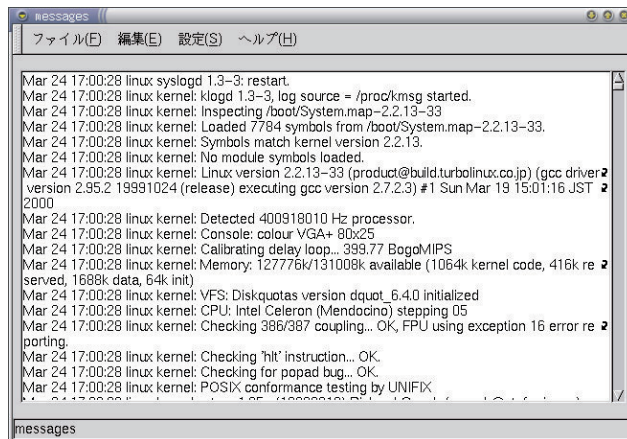 messages
ファイル(F) 編集(E) 設定(S) ヘルプ(H)
Mar 24 17:00:28 linux syslogd 1.3-3: restart.
Mar 24 17:00:28 linux kernel: klogd 1.3-3, log source = /proc/kmsg started.
Mar 24 17:00:28 linux kernel: Inspecting /boot/System.map-2.2.13-33
Mar 24 17:00:28 linux kernel: Loaded 7784 symbols from /boot/System.map-2.2.13-33.
Mar 24 17:00:28 linux kernel: Symbols match kernel version 2.2.13.
Mar 24 17:00:28 linux kernel: No module symbols loaded.
Mar 24 17:00:28 linux kernel: Linux version 2.2.13-33 (product@build.turbolinux.co.jp) (gcc driver
version 2.95.2 19991024 (release) executing gcc version 2.7.2.3) #1 Sun Mar 19 15:01:16 JST
2000
Mar 24 17:00:28 linux kernel: Detected 400918010 Hz processor.
Mar 24 17:00:28 linux kernel: Console: colour VGA+ 80x25
Mar 24 17:00:28 linux kernel: Calibrating delay loop... 399.77 BogoMIPS
Mar 24 17:00:28 linux kernel: Memory: 127776k/131008k available (1064k kernel code, 416k re
served, 1688k data, 64k init)
Mar 24 17:00:28 linux kernel: VFS: Diskquotas version dquot_6.4.0 initialized
Mar 24 17:00:28 linux kernel: CPU: Intel Celeron (Mendocino) stepping 05
Mar 24 17:00:28 linux kernel: Checking 386/387 coupling... OK, FPU using exception 16 error re
porting.
Mar 24 17:00:28 linux kernel: Checking 'hlt' instruction... OK.
Mar 24 17:00:28 linux kernel: Checking for popad bug... OK.
Mar 24 17:00:28 linux kernel: POSIX conformance testing by UNIFIX
messages